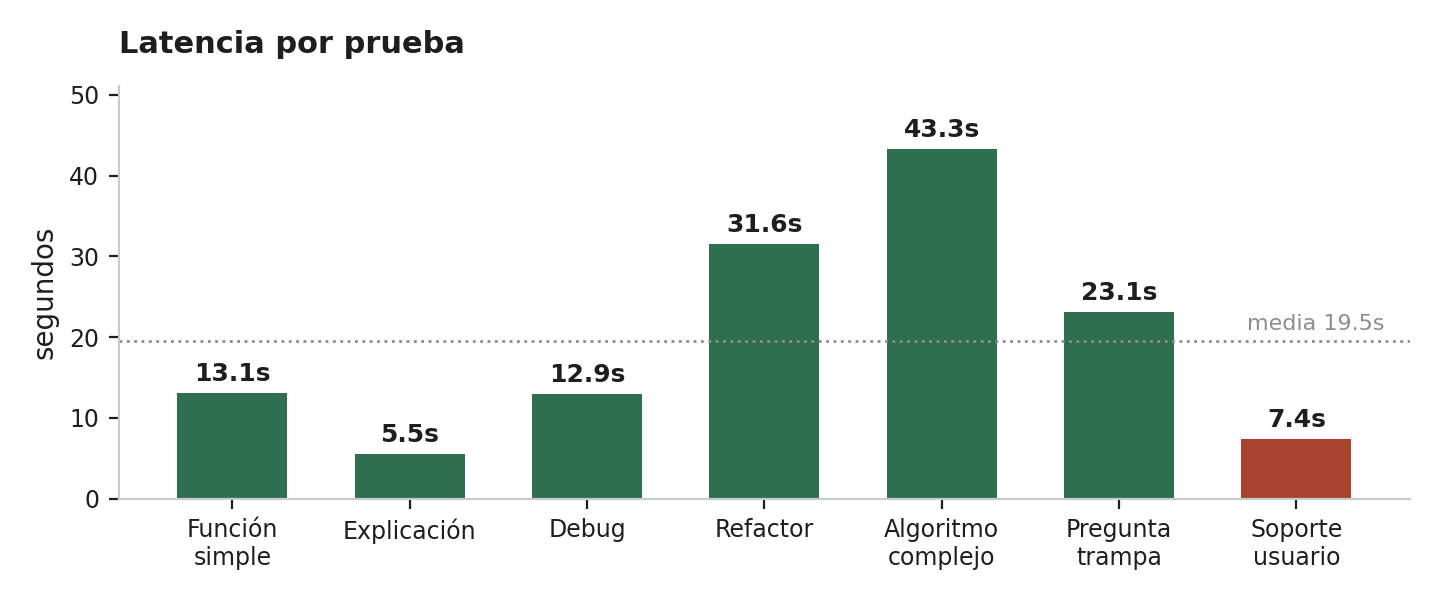 Latencia por prueba
segundos
50
40
30
20
10
0
13.1s
5.5s
12.9s
31.6s
43.3s
23.1s
7.4s
media 19.5s
Función
simple
Explicación
Debug
Refactor
Algoritmo
complejo
Pregunta
trampa
Soporte
usuario